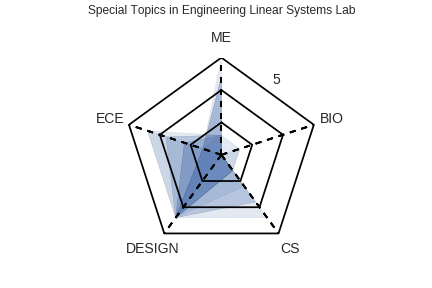 Special Topics in Engineering Linear Systems Lab
ME
5
ECE
BIO
DESIGN
CS